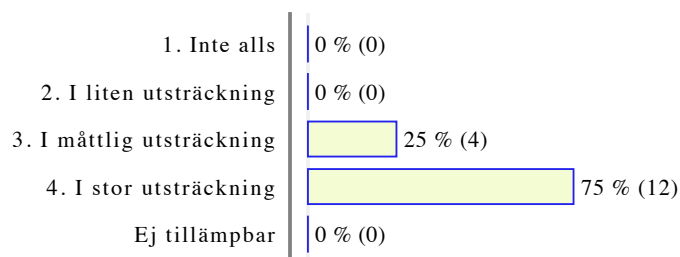 1. Inte alls 0 % (0)
2. I liten utsträckning 0 % (0)
3. I måttlig utsträckning 25 % (4)
4. I stor utsträckning 75 % (12)
Ej tillämpbar 0 % (0)